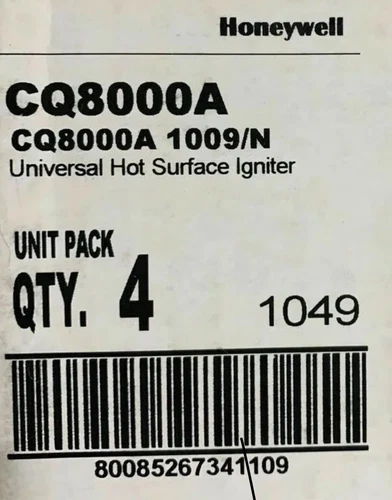 Honeywell
CQ8000A
CQ8000A 1009/N
Universal Hot Surface Igniter
UNIT PACK
QTY. 4
1049
80085267341109